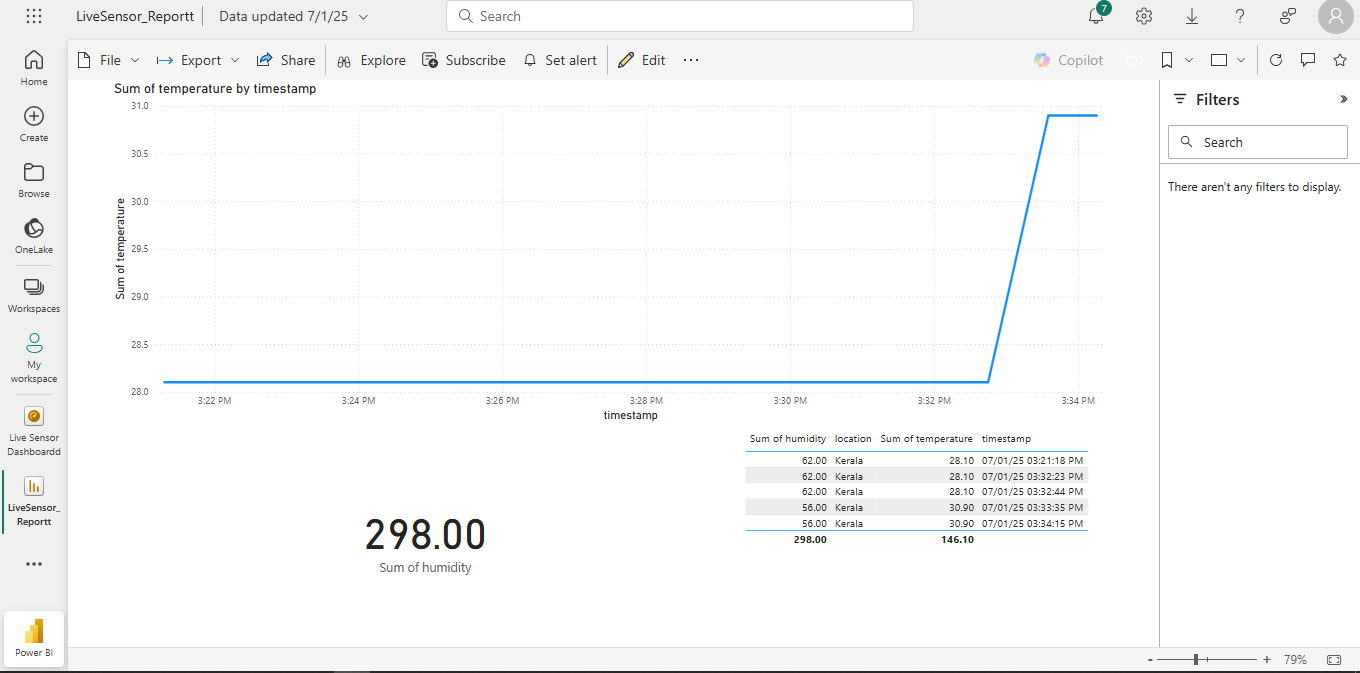 LiveSensor_Reportt
Data updated 7/1/25
Search
7
File
Export
Share
Explore
Subscribe
Set alert
Edit
Copilot
Home
Create
Browse
OneLake
Workspaces
My
workspace
Live Sensor
Dashboardd
LiveSensor_
Reportt
Power BI
Sum of temperature by timestamp
31.0
30.5
30.0
29.5
29.0
28.5
28.0
Sum of temperature
3:22 PM 3:24 PM 3:26 PM 3:28 PM 3:30 PM 3:32 PM 3:34 PM
timestamp
298.00
Sum of humidity
Sum of humidity location Sum of temperature timestamp
62.00 Kerala 28.10 07/01/25 03:21:18 PM
62.00 Kerala 28.10 07/01/25 03:32:23 PM
62.00 Kerala 28.10 07/01/25 03:32:44 PM
56.00 Kerala 30.90 07/01/25 03:33:35 PM
56.00 Kerala 30.90 07/01/25 03:34:15 PM
298.00 146.10
Filters
Search
There aren't any filters to display.
- + 79%